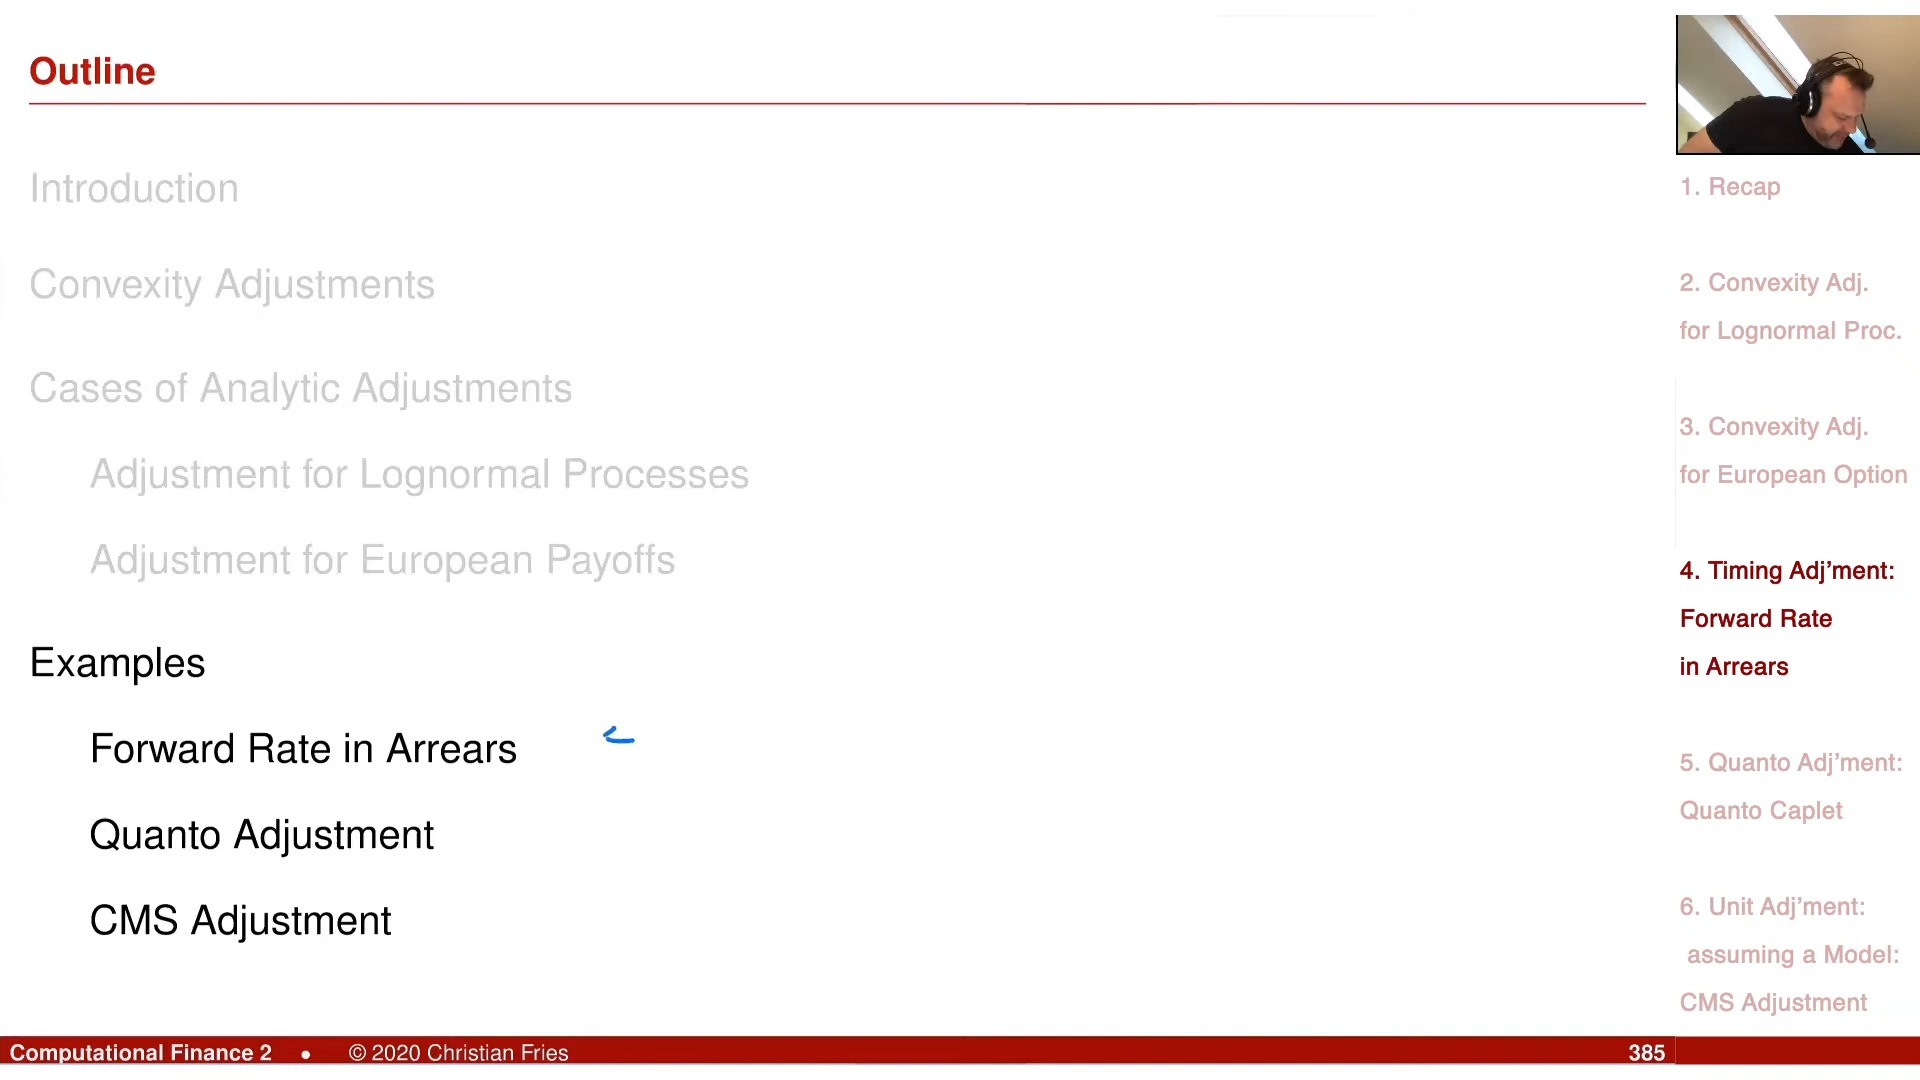 Outline
Introduction
Convexity Adjustments
Cases of Analytic Adjustments
Adjustment for Lognormal Processes
Adjustment for European Payoffs
Examples
Forward Rate in Arrears
Quanto Adjustment
CMS Adjustment
1. Recap
2. Convexity Adj.
for Lognormal Proc.
3. Convexity Adj.
for European Option
4. Timing Adj’ment:
Forward Rate
in Arrears
5. Quanto Adj’ment:
Quanto Caplet
6. Unit Adj’ment:
assuming a Model:
CMS Adjustment
Computational Finance 2 • © 2020 Christian Fries 385